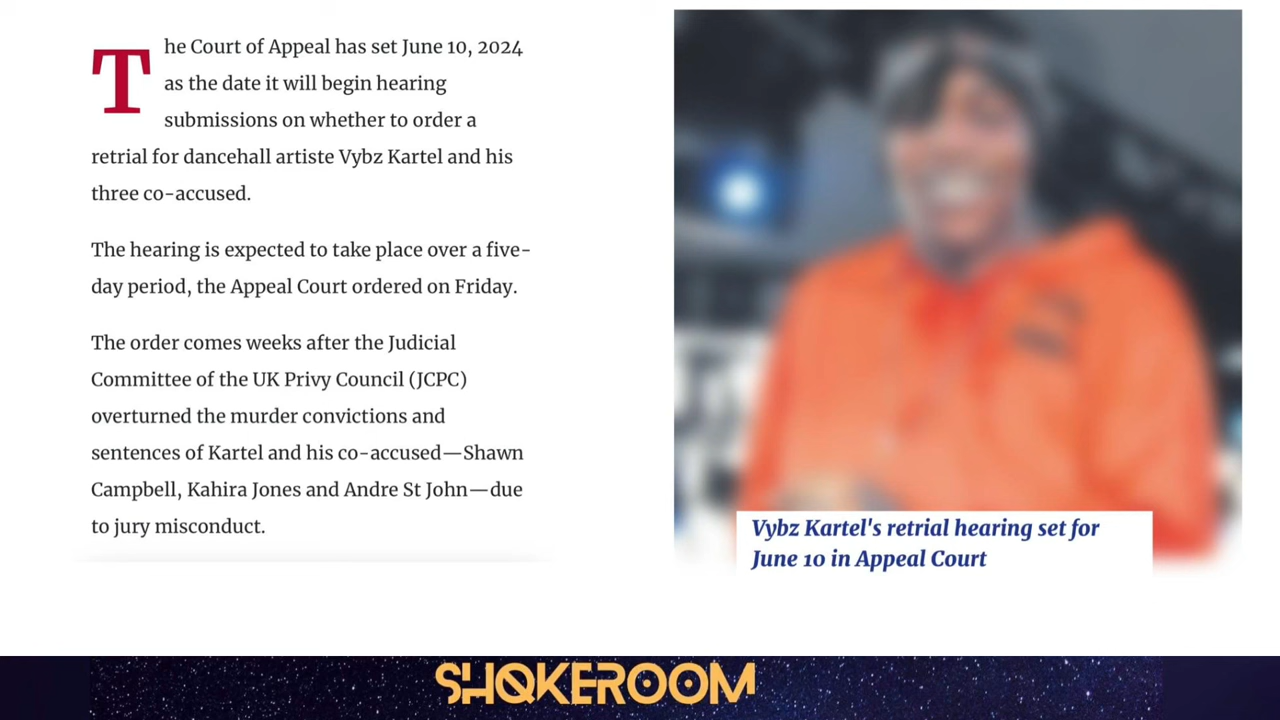 The Court of Appeal has set June 10, 2024
as the date it will begin hearing
submissions on whether to order a
retrial for dancehall artiste Vybz Kartel and his
three co-accused.
The hearing is expected to take place over a five-
day period, the Appeal Court ordered on Friday.
The order comes weeks after the Judicial
Committee of the UK Privy Council (JCPC)
overturned the murder convictions and
sentences of Kartel and his co-accused—Shawn
Campbell, Kahira Jones and Andre St John—due
to jury misconduct.
Vybz Kartel's retrial hearing set for
June 10 in Appeal Court
SHOKEROOM